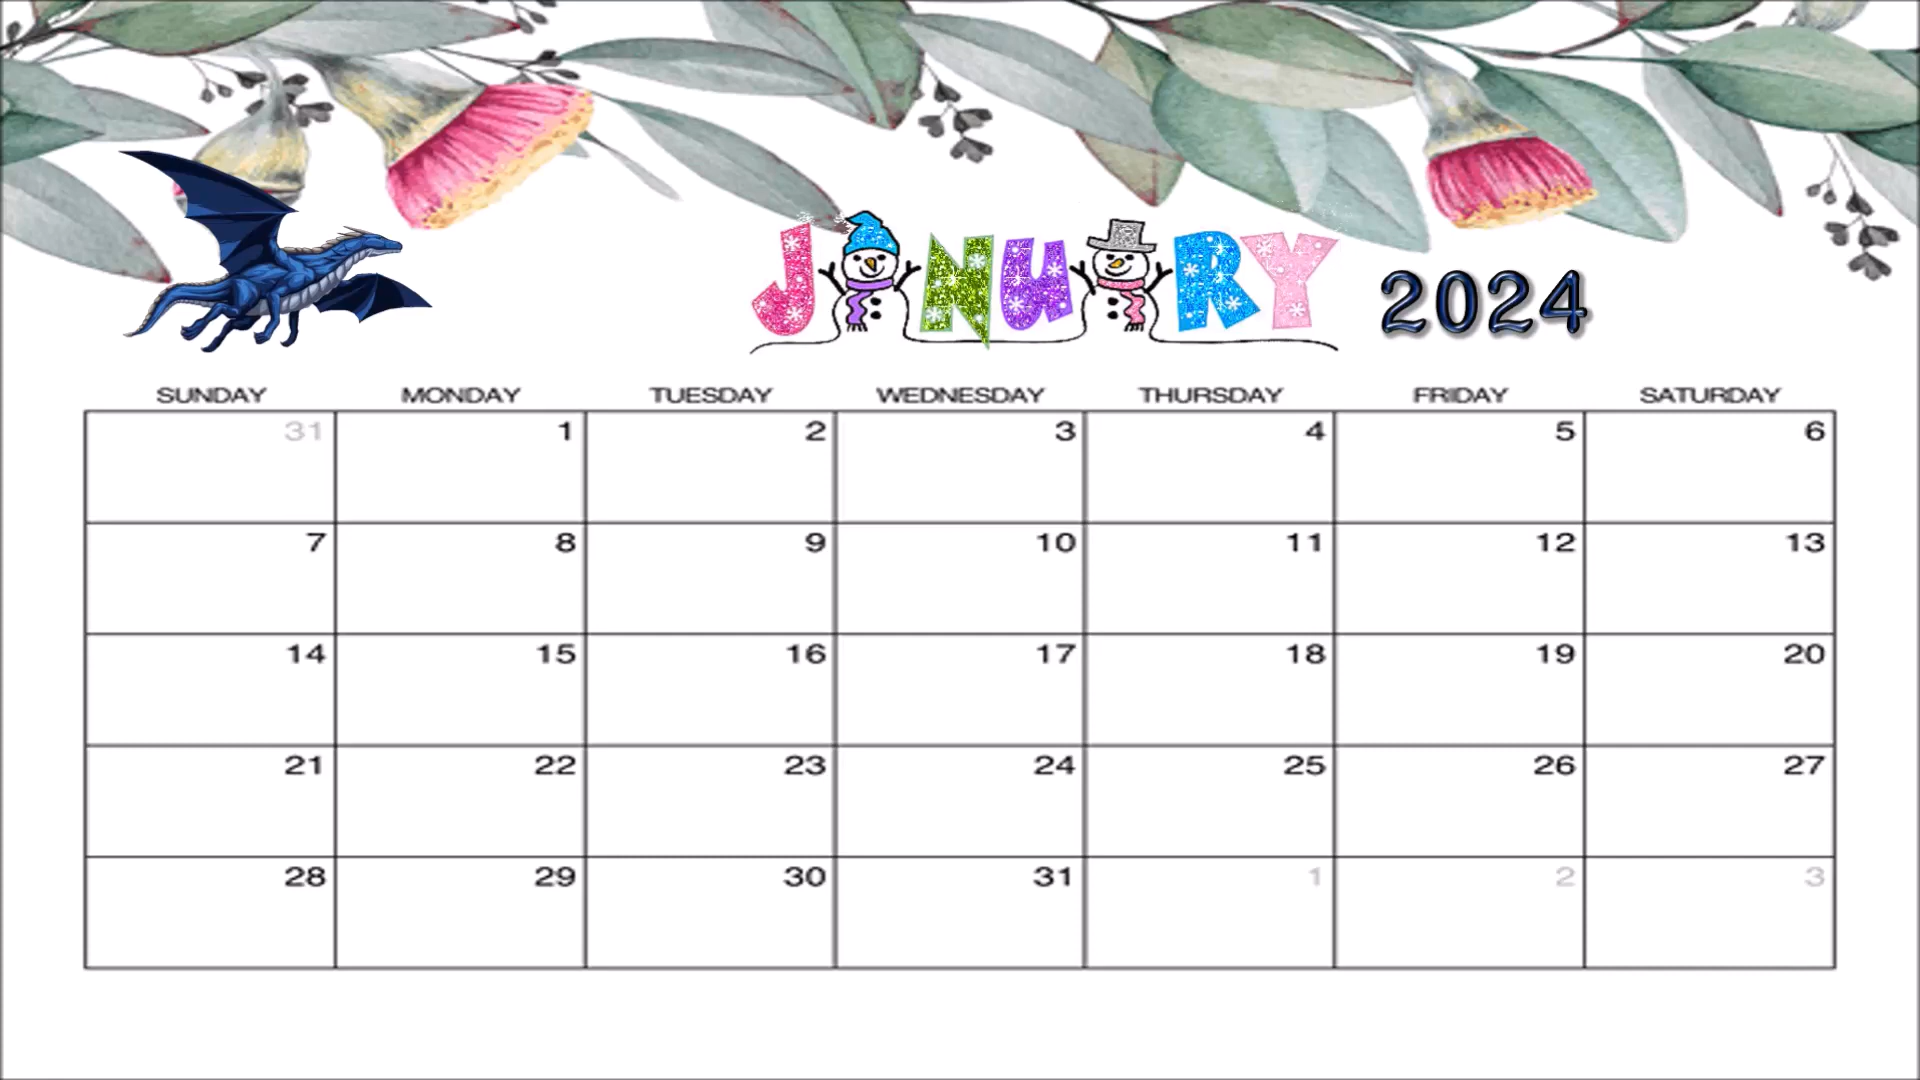 JANUARY 2024
SUNDAY MONDAY TUESDAY WEDNESDAY THURSDAY FRIDAY SATURDAY
31 1 2 3 4 5 6
7 8 9 10 11 12 13
14 15 16 17 18 19 20
21 22 23 24 25 26 27
28 29 30 31 1 2 3